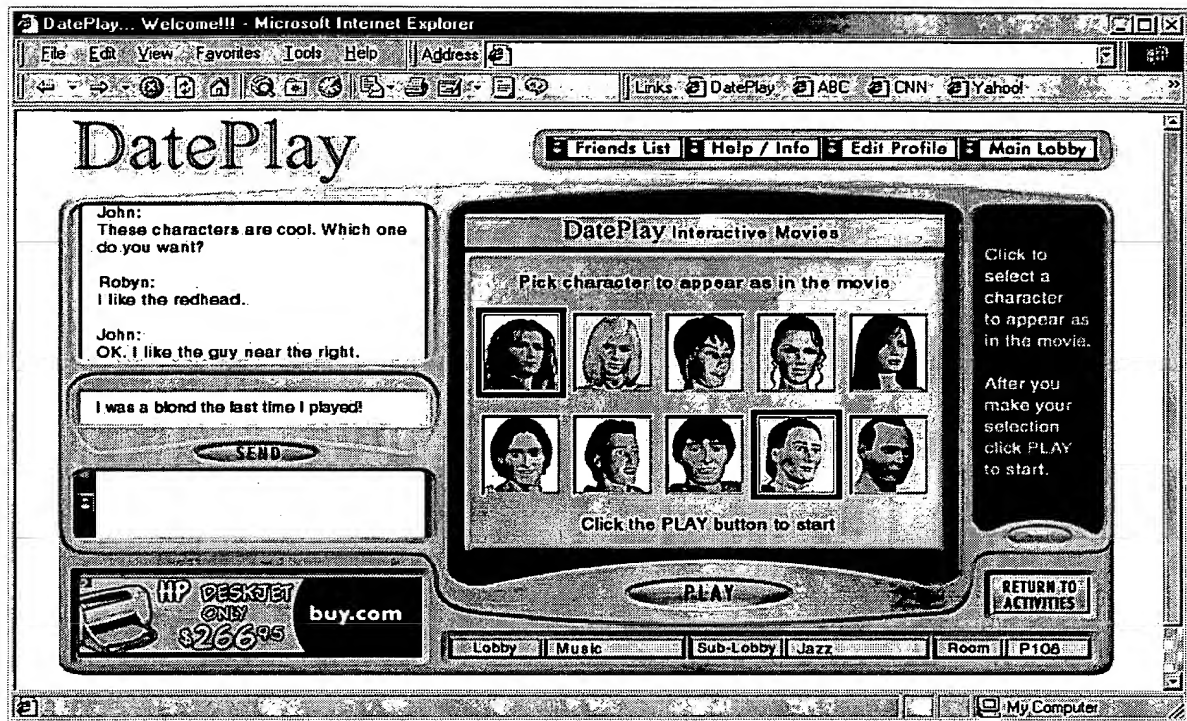 DatePlay... Welcome!!! - Microsoft Internet Explorer
File Edit View Favorites Tools Help Address
Links DatePlay ABC CNN Yahoo!
DatePlay
Friends List Help / Info Edit Profile Main Lobby
John:
These characters are cool. Which one
do you want?
Robyn:
I like the redhead.
John:
OK. I like the guy near the right.
I was a blond the last time I played!
SEND
HP DESKJET
ONLY
$266.95
buy.com
DatePlay Interactive Movies
Pick character to appear as in the movie
Click the PLAY button to start
PLAY
Click to
select a
character
to appear as
in the movie.
After you
make your
selection
click PLAY
to start.
RETURN TO
ACTIVITIES
Lobby Music Sub-Lobby Jazz Room P106
My Computer